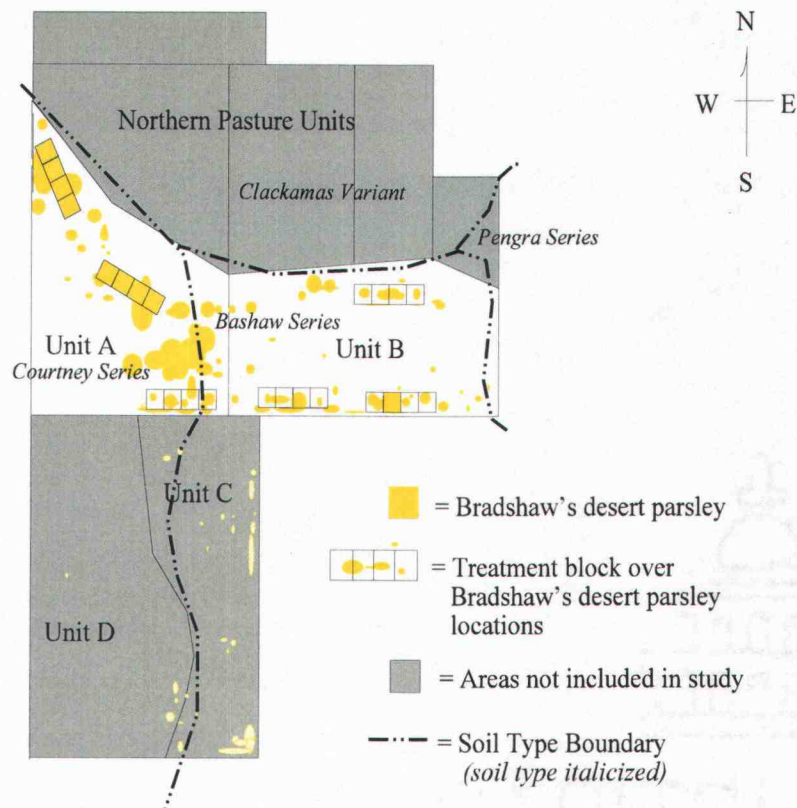 N
W
E
S
Northern Pasture Units
Clackamas Variant
Pengra Series
Bashaw Series
Unit A
Unit B
Courtney Series
Unit C
Unit D
= Bradshaw's desert parsley
= Treatment block over
Bradshaw's desert parsley
locations
= Areas not included in study
= Soil Type Boundary
(soil type italicized)